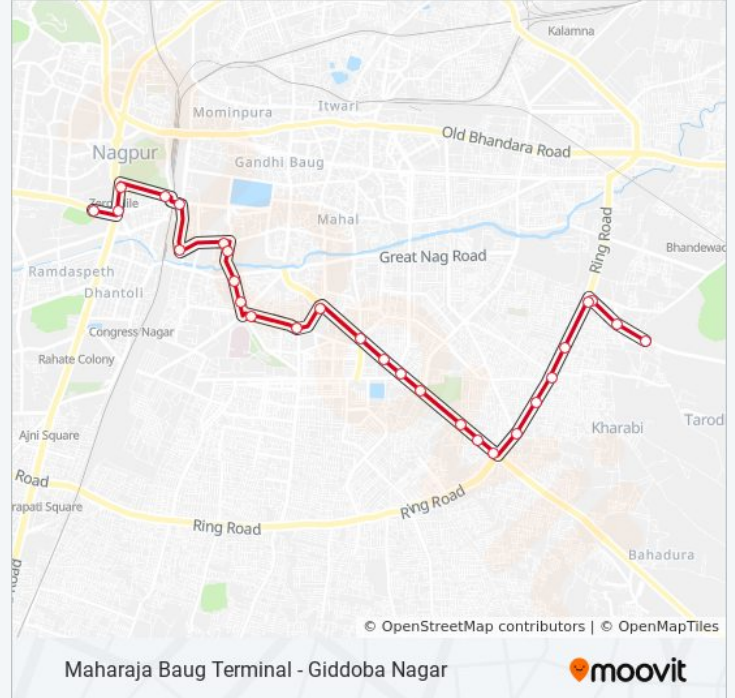 Kalamna
Mominpura
Itwari
Old Bhandara Road
Nagpur
Gandhi Baug
Mahal
Ring Road
Great Nag Road
Bhandewad
Ramdaspeth
Dhantoli
Congress Nagar
Rahate Colony
Kharabi
Tarod
Ajni Square
Road
rapati Square
Ring Road
Ring Road
Bahadura
Road
© OpenStreetMap contributors | © OpenMapTiles
Maharaja Baug Terminal - Giddoba Nagar
moovit